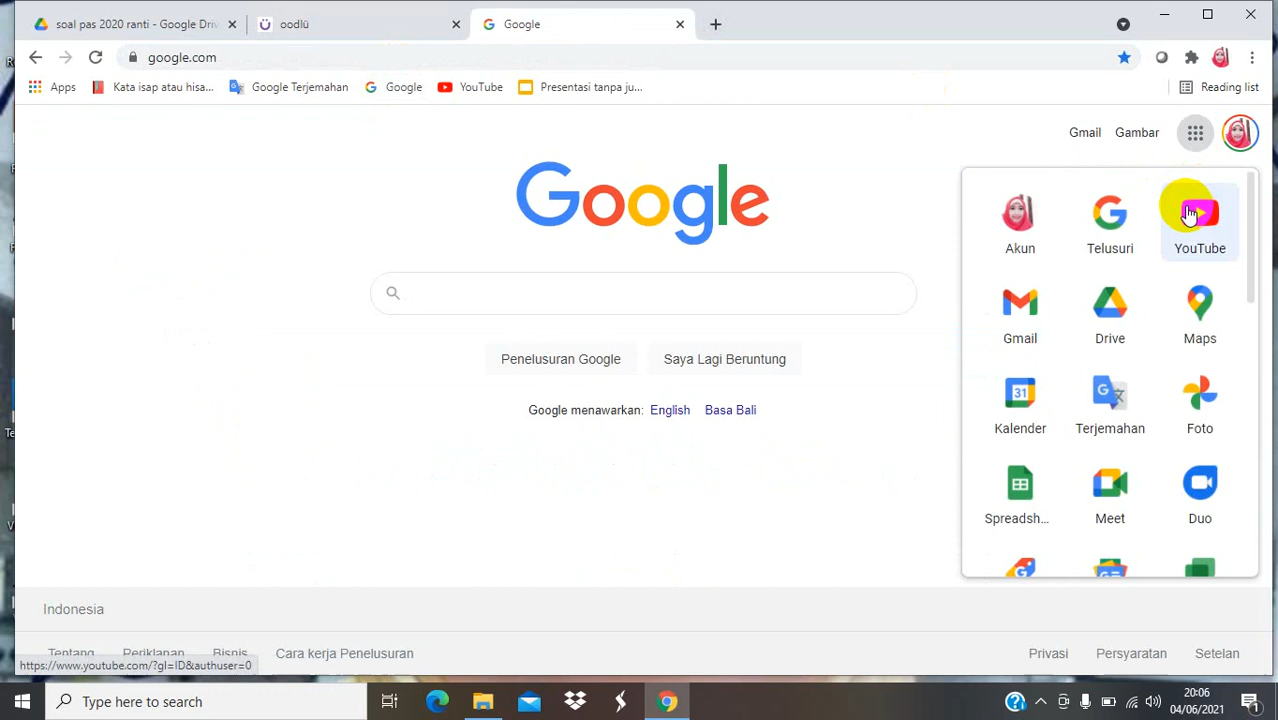 soal pas 2020 ranti - Google Driv
oodlü
Google
google.com
Apps
Kata isap atau hisa...
Google Terjemahan
Google
YouTube
Presentasi tanpa ju...
Reading list
Gmail Gambar
Google
Akun Telusuri YouTube
Gmail Drive Maps
Kalender Terjemahan Foto
31
Spreadsh... Meet Duo
Penelusuran Google
Saya Lagi Beruntung
Google menawarkan: English Basa Bali
Indonesia
Tentang Periklanan Bisnis Cara kerja Penelusuran
Privasi Persyaratan Setelan
https://www.youtube.com/?gl=ID&authuser=0
Type here to search
20:06
04/06/2021
1